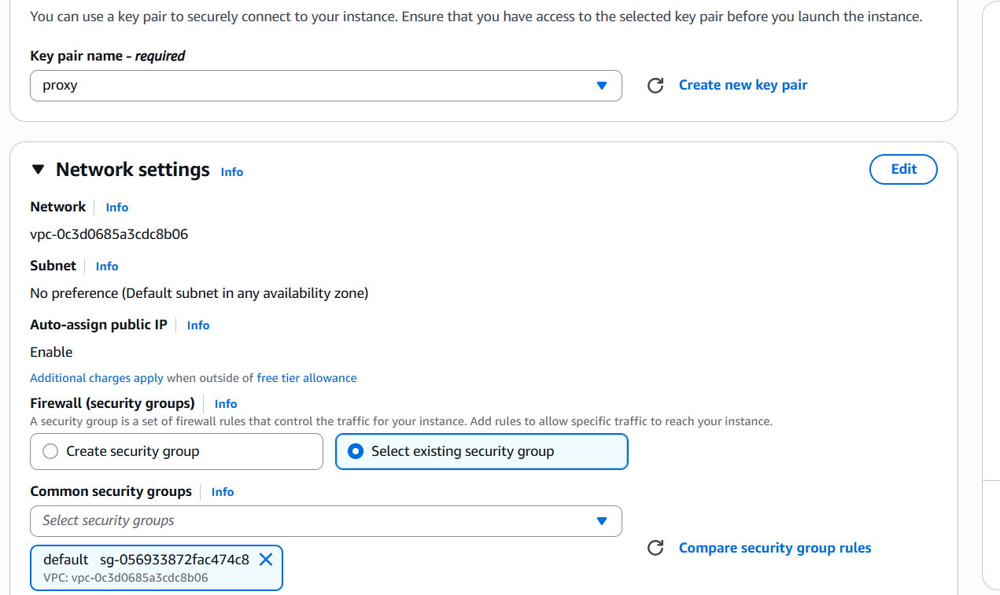 You can use a key pair to securely connect to your instance. Ensure that you have access to the selected key pair before you launch the instance.
Key pair name - required
proxy
Create new key pair
Network settings Info
Edit
Network Info
vpc-0c3d0685a3cdc8b06
Subnet Info
No preference (Default subnet in any availability zone)
Auto-assign public IP Info
Enable
Additional charges apply when outside of free tier allowance
Firewall (security groups) Info
A security group is a set of firewall rules that control the traffic for your instance. Add rules to allow specific traffic to reach your instance.
Create security group
Select existing security group
Common security groups Info
Select security groups
default sg-056933872fac474c8
VPC: vpc-0c3d0685a3cdc8b06
Compare security group rules